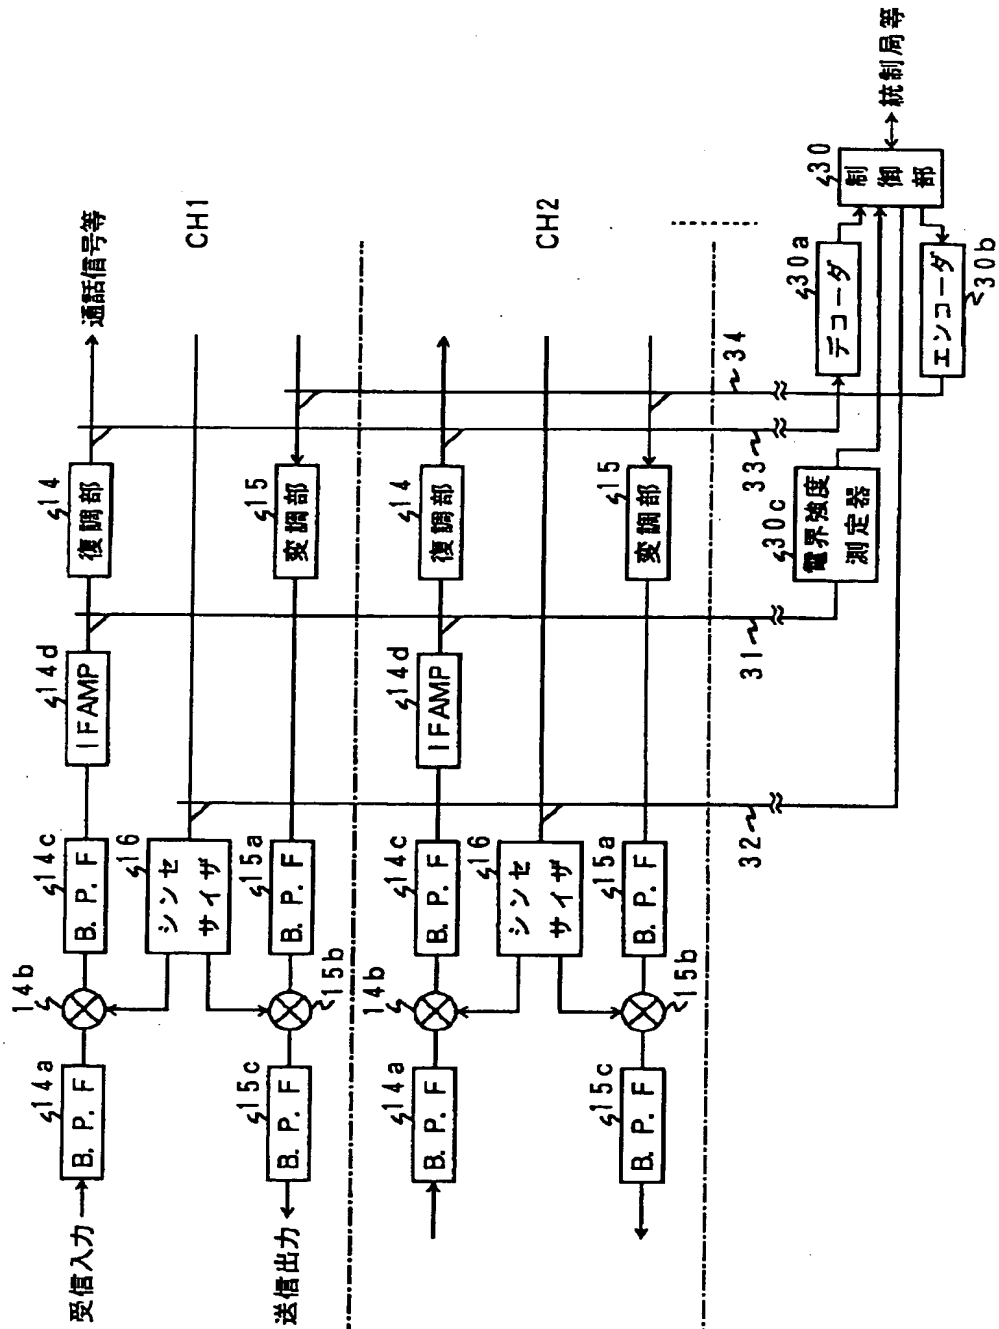 受信入力
B. P. F
14a
14b
B. P. F
14c
IFAMP
14d
復調部
14
通話信号等
シンセ
サイザ
16
CH1
送信出力
B. P. F
15c
15b
B. P. F
15a
変調部
15
B. P. F
14a
14b
B. P. F
14c
IFAMP
14d
復調部
14
シンセ
サイザ
16
CH2
B. P. F
15c
15b
B. P. F
15a
変調部
15
32
31
33
34
電界強度
測定器
30c
デコーダ
30a
エンコーダ
30b
制
御
部
30
統制局等